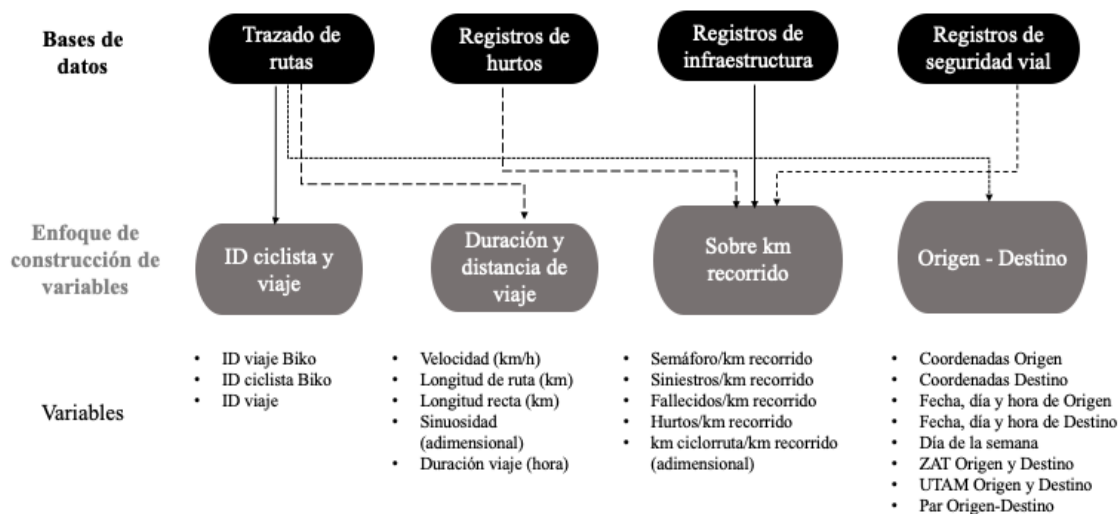 Bases de
datos
Trazado de
rutas
Registros de
hurtos
Registros de
infraestructura
Registros de
seguridad vial
Enfoque de
construcción de
variables
ID ciclista y
viaje
Duración y
distancia de
viaje
Sobre km
recorrido
Origen - Destino
Variables
• ID viaje Biko
• ID ciclista Biko
• ID viaje
• Velocidad (km/h)
• Longitud de ruta (km)
• Longitud recta (km)
• Sinuosidad
(adimensional)
• Duración viaje (hora)
• Semáforo/km recorrido
• Siniestros/km recorrido
• Fallecidos/km recorrido
• Hurtos/km recorrido
• km ciclorruta/km recorrido
(adimensional)
• Coordenadas Origen
• Coordenadas Destino
• Fecha, día y hora de Origen
• Fecha, día y hora de Destino
• Día de la semana
• ZAT Origen y Destino
• UTAM Origen y Destino
• Par Origen-Destino